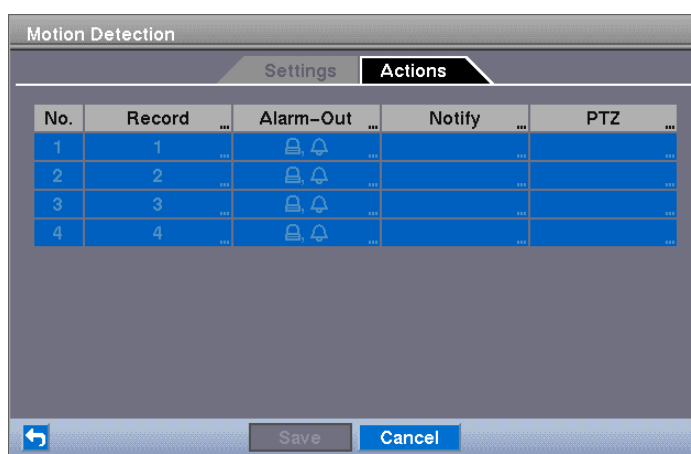 Motion Detection
Settings Actions
No. Record ... Alarm-Out ... Notify ... PTZ ...
1 1 ... , ... ... ...
2 2 ... , ... ... ...
3 3 ... , ... ... ...
4 4 ... , ... ... ...
Save Cancel